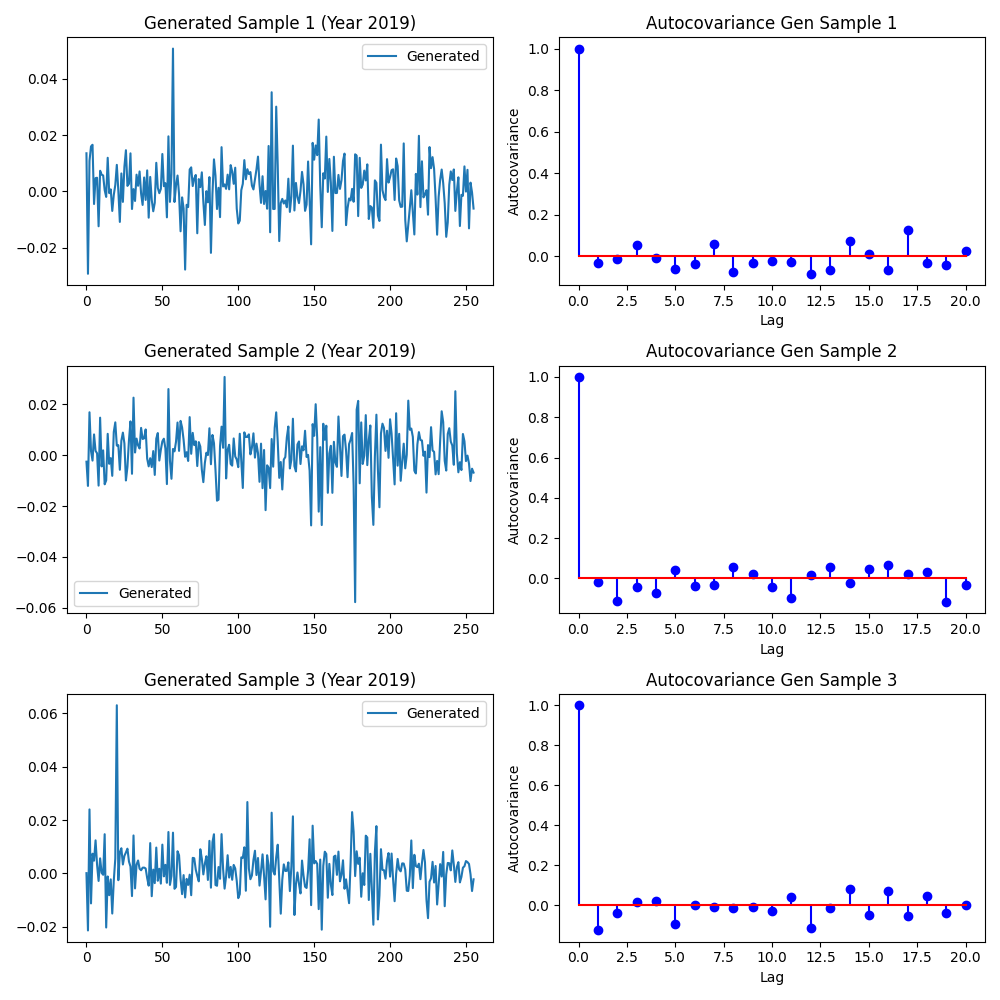 Generated Sample 1 (Year 2019)
Generated
0.04
0.02
0.00
−0.02
0 50 100 150 200 250
Autocovariance Gen Sample 1
Autocovariance
1.0
0.8
0.6
0.4
0.2
0.0
0.0 2.5 5.0 7.5 10.0 12.5 15.0 17.5 20.0
Lag
Generated Sample 2 (Year 2019)
0.02
0.00
−0.02
−0.04
−0.06
Generated
0 50 100 150 200 250
Autocovariance Gen Sample 2
Autocovariance
1.0
0.8
0.6
0.4
0.2
0.0
0.0 2.5 5.0 7.5 10.0 12.5 15.0 17.5 20.0
Lag
Generated Sample 3 (Year 2019)
Generated
0.06
0.04
0.02
0.00
−0.02
0 50 100 150 200 250
Autocovariance Gen Sample 3
Autocovariance
1.0
0.8
0.6
0.4
0.2
0.0
0.0 2.5 5.0 7.5 10.0 12.5 15.0 17.5 20.0
Lag